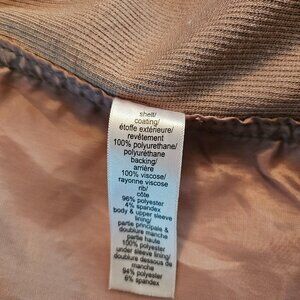 shell/
coating/
étoffe extérieure/
revêtement
100% polyurethane/
polyuréthane
backing/
arrière
100% viscose/
rayonne viscose
rib/
côte
96% polyester
4% spandex
body & upper sleeve
lining/
partie principale &
doublure manche
partie haute
100% polyester
under sleeve lining/
doublure dessous de
manche
94% polyester
6% spandex